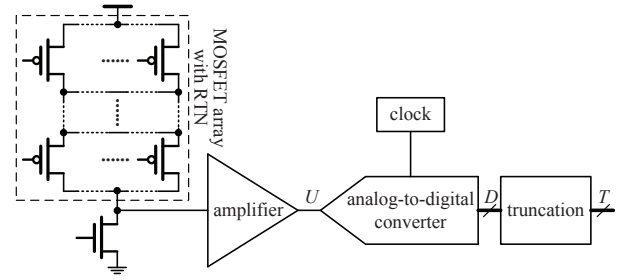 MOSFET array
with RTN
clock
amplifier
U
analog-to-digital
converter
D
truncation
T